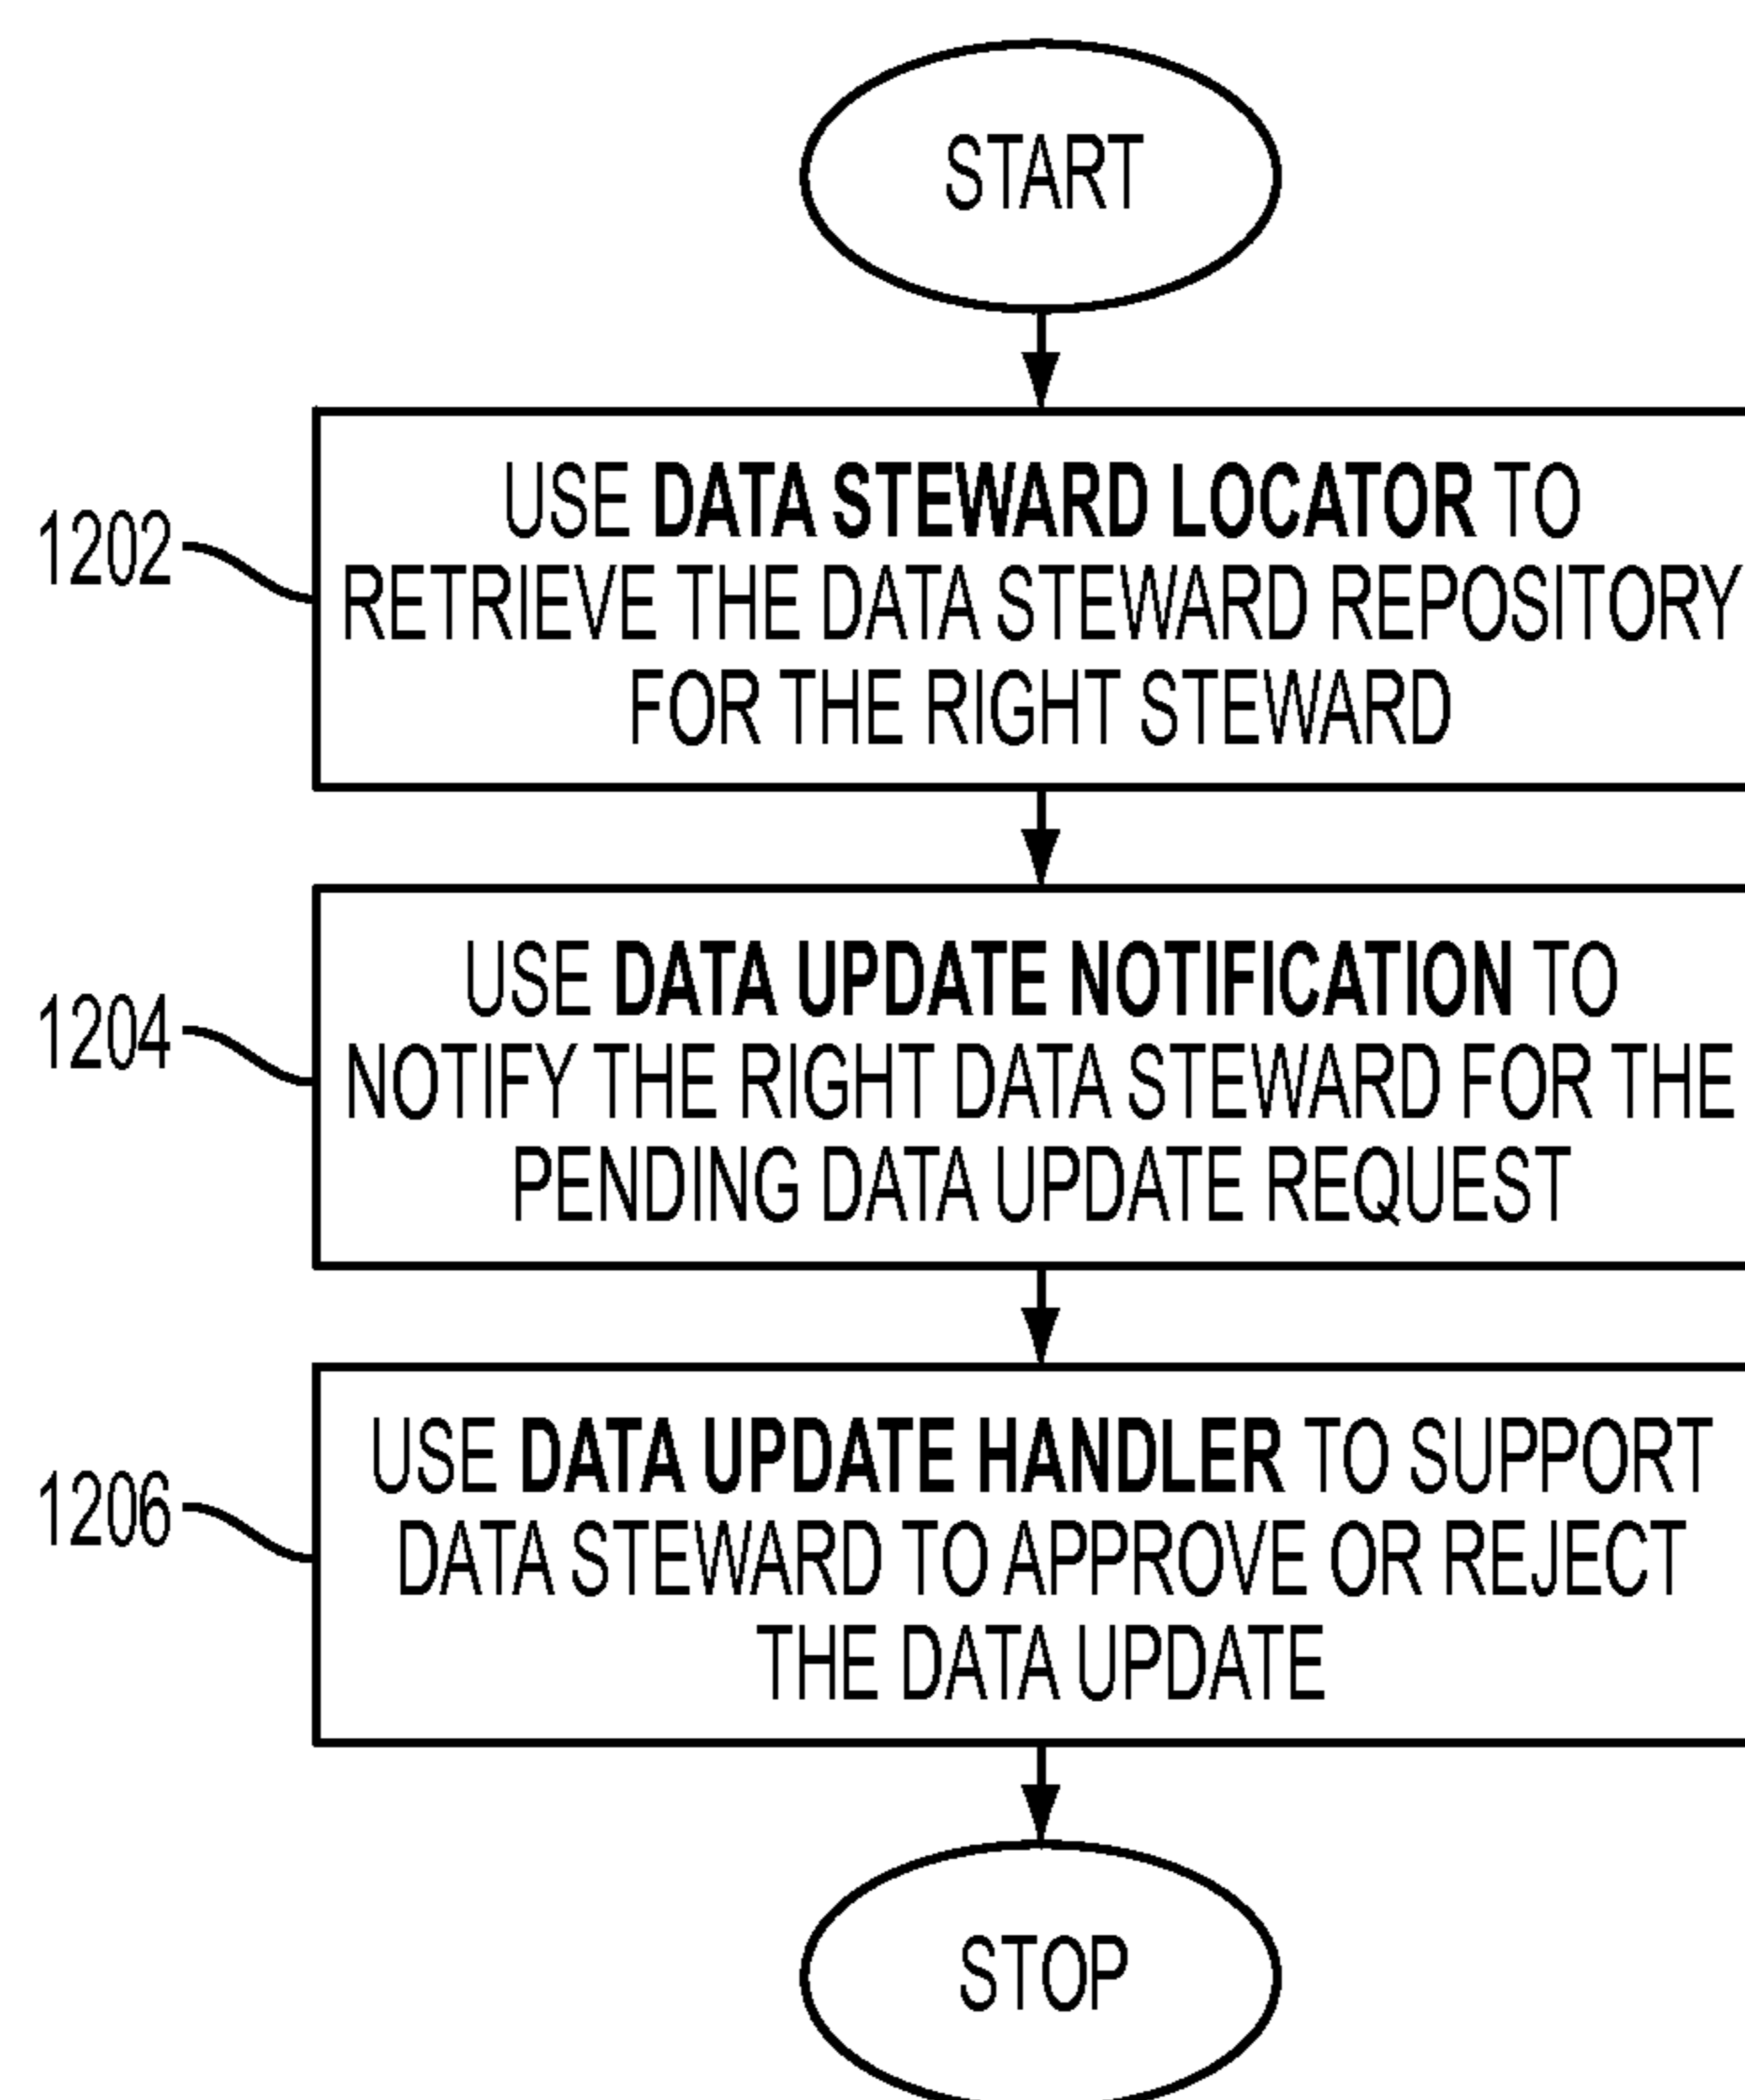 START
1202
USE DATA STEWARD LOCATOR TO
RETRIEVE THE DATA STEWARD REPOSITORY
FOR THE RIGHT STEWARD
1204
USE DATA UPDATE NOTIFICATION TO
NOTIFY THE RIGHT DATA STEWARD FOR THE
PENDING DATA UPDATE REQUEST
1206
USE DATA UPDATE HANDLER TO SUPPORT
DATA STEWARD TO APPROVE OR REJECT
THE DATA UPDATE
STOP